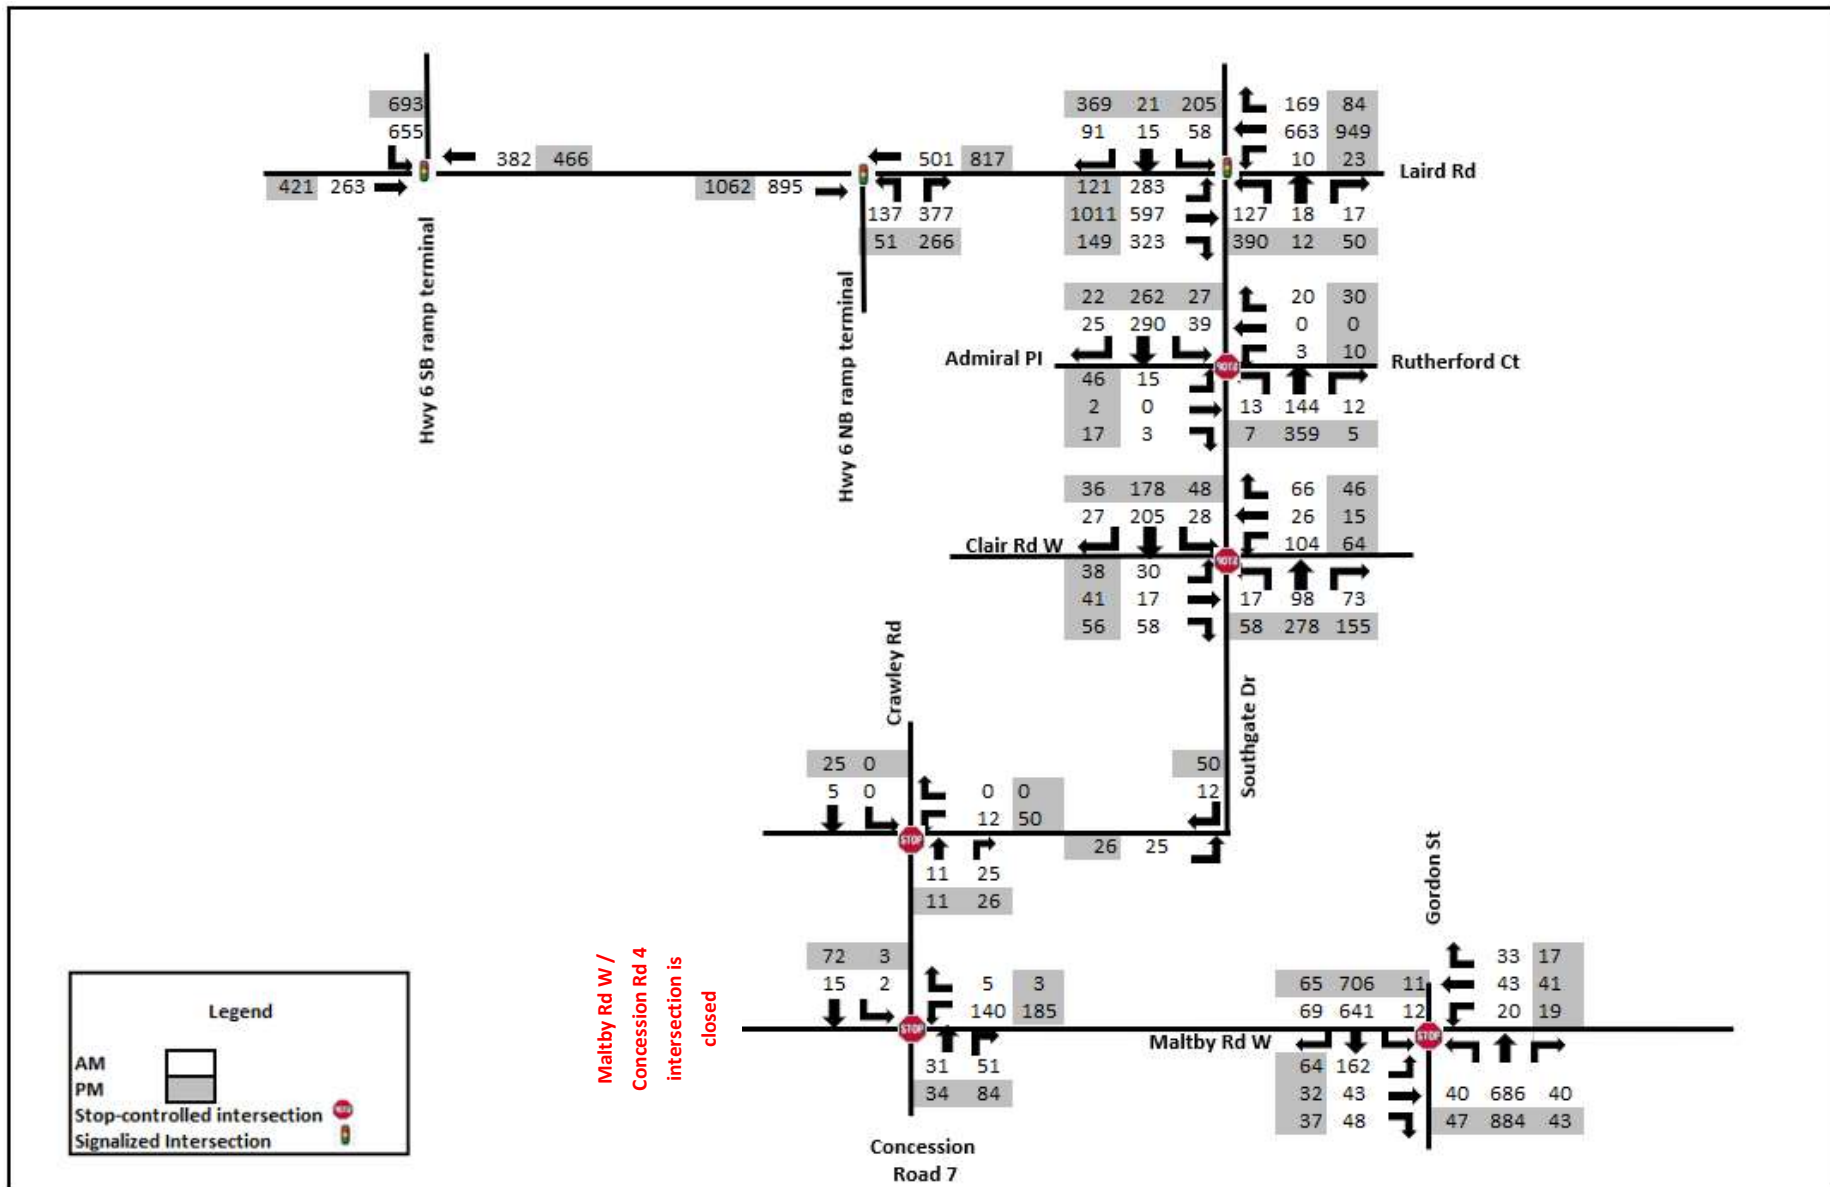 693
655
382 466
421 263
Hwy 6 SB ramp terminal
501 817
1062 895
137 377
51 266
Hwy 6 NB ramp terminal
369 21 205 169 84
91 15 58 663 949
10 23
Laird Rd
121 283
1011 597 127 18 17
149 323 390 12 50
22 262 27 20 30
25 290 39 0 0
3 10
Admiral Pl
Rutherford Ct
46 15
2 0 13 144 12
17 3 7 359 5
36 178 48 66 46
27 205 28 26 15
104 64
Clair Rd W
38 30
41 17 17 98 73
56 58 58 278 155
Crawley Rd
Southgate Dr
25 0 50
5 0 0 0 12
12 50
STOP
26 25
11 25
11 26
Gordon St
72 3
15 2 5 3
140 185
STOP
31 51
34 84
Maltby Rd W /
Concession Rd 4
intersection is
closed
33 17
65 706 11 43 41
69 641 12 20 19
STOP
Maltby Rd W
64 162
32 43 40 686 40
37 48 47 884 43
Concession
Road 7
Legend
AM
PM
Stop-controlled intersection
Signalized Intersection